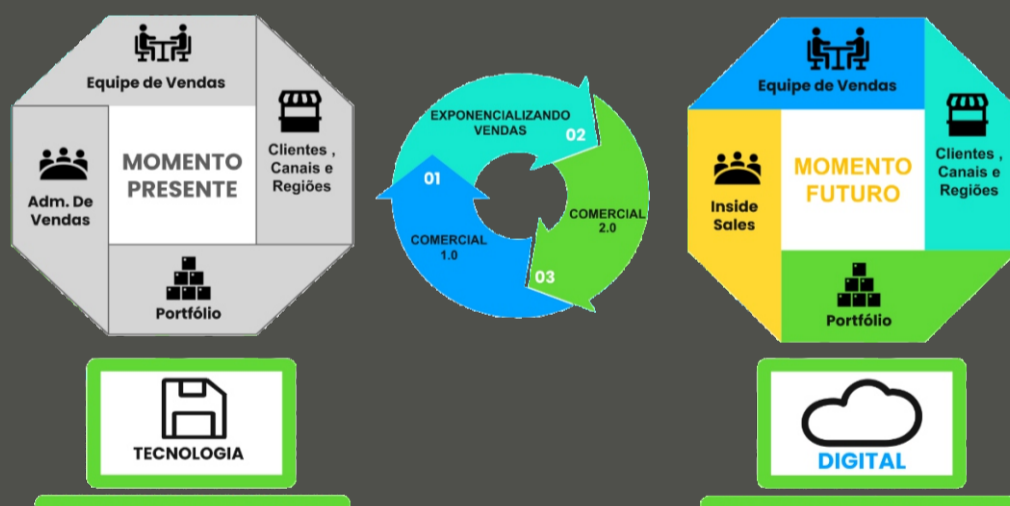 Equipe de Vendas
Clientes ,
Canais e
Regiões
MOMENTO
PRESENTE
Adm. De
Vendas
Portfólio
TECNOLOGIA
EXPONENCIALIZANDO
VENDAS
02
01
COMERCIAL
1.0
COMERCIAL
2.0
03
Equipe de Vendas
Clientes ,
Canais e
Regiões
MOMENTO
FUTURO
Inside
Sales
Portfólio
DIGITAL